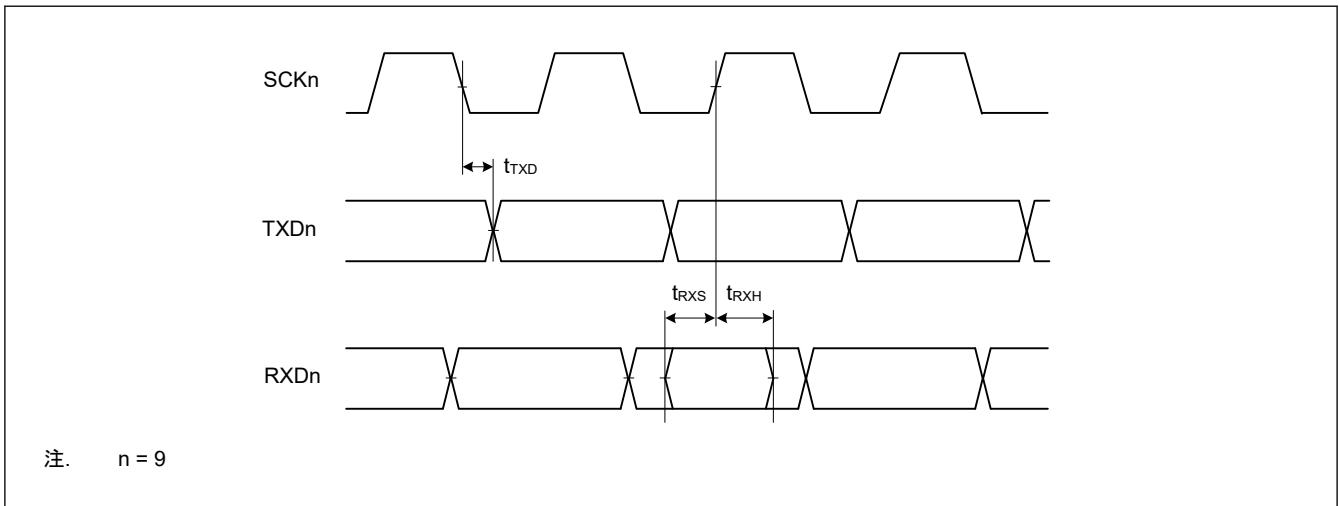 SCKn
tTXD
TXDn
tRXS tRXH
RXDn
注. n = 9